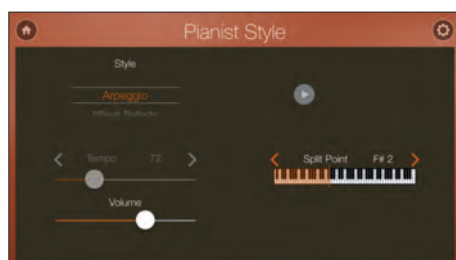 Pianist Style
Style
Arpeggio
Tempo 72
Split Point F# 2
Volume